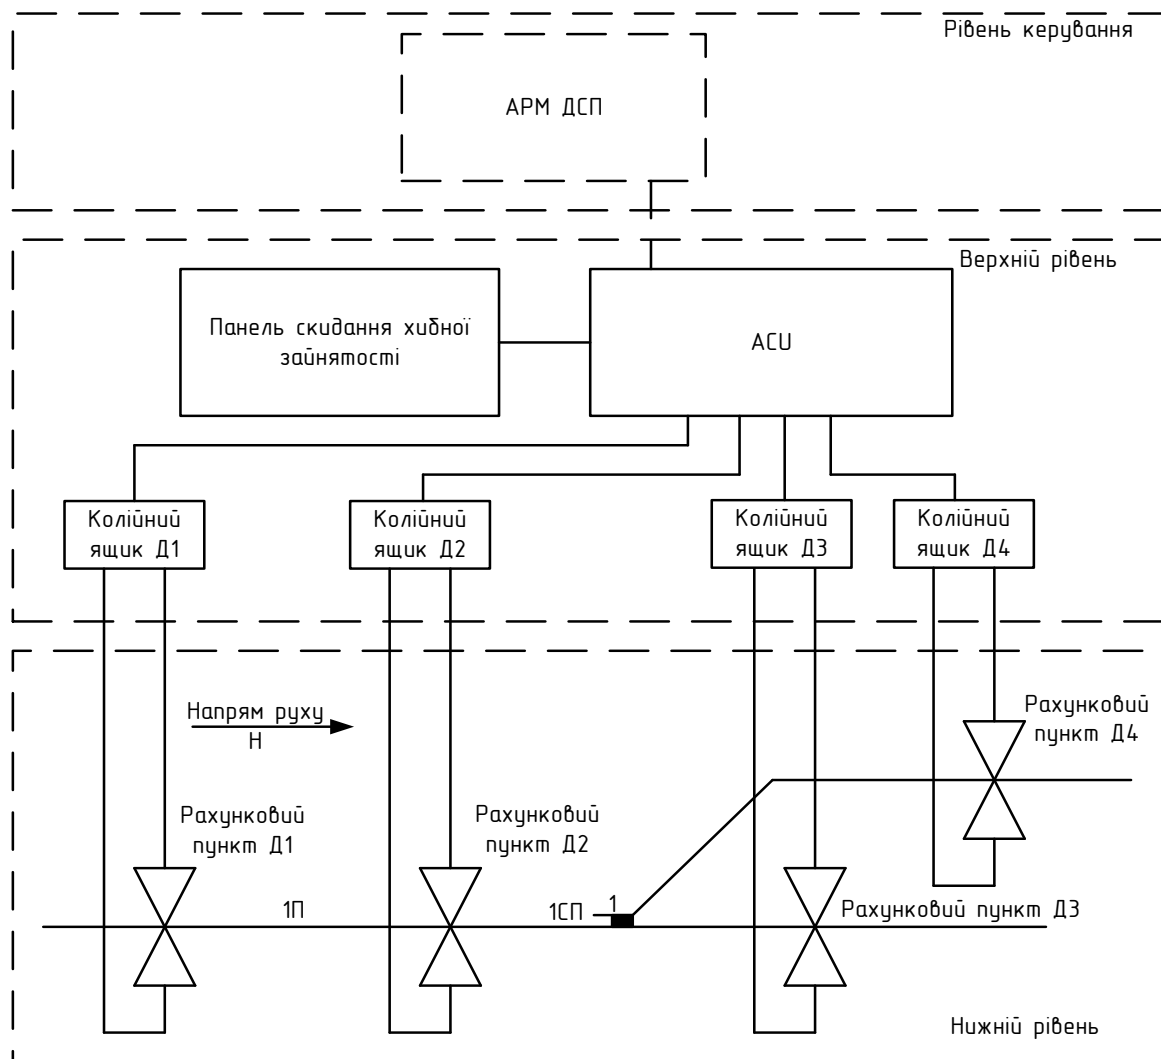 Рівень керування
АРМ ДСП
Верхній рівень
Панель скидання хибної
зайнятості
ACU
Колійний
ящик Д1
Колійний
ящик Д2
Колійний
ящик Д3
Колійний
ящик Д4
Напрям руху
Н
Рахунковий
пункт Д4
Рахунковий
пункт Д1
Рахунковий
пункт Д2
1П
1СП
1
Рахунковий пункт Д3
Нижній рівень